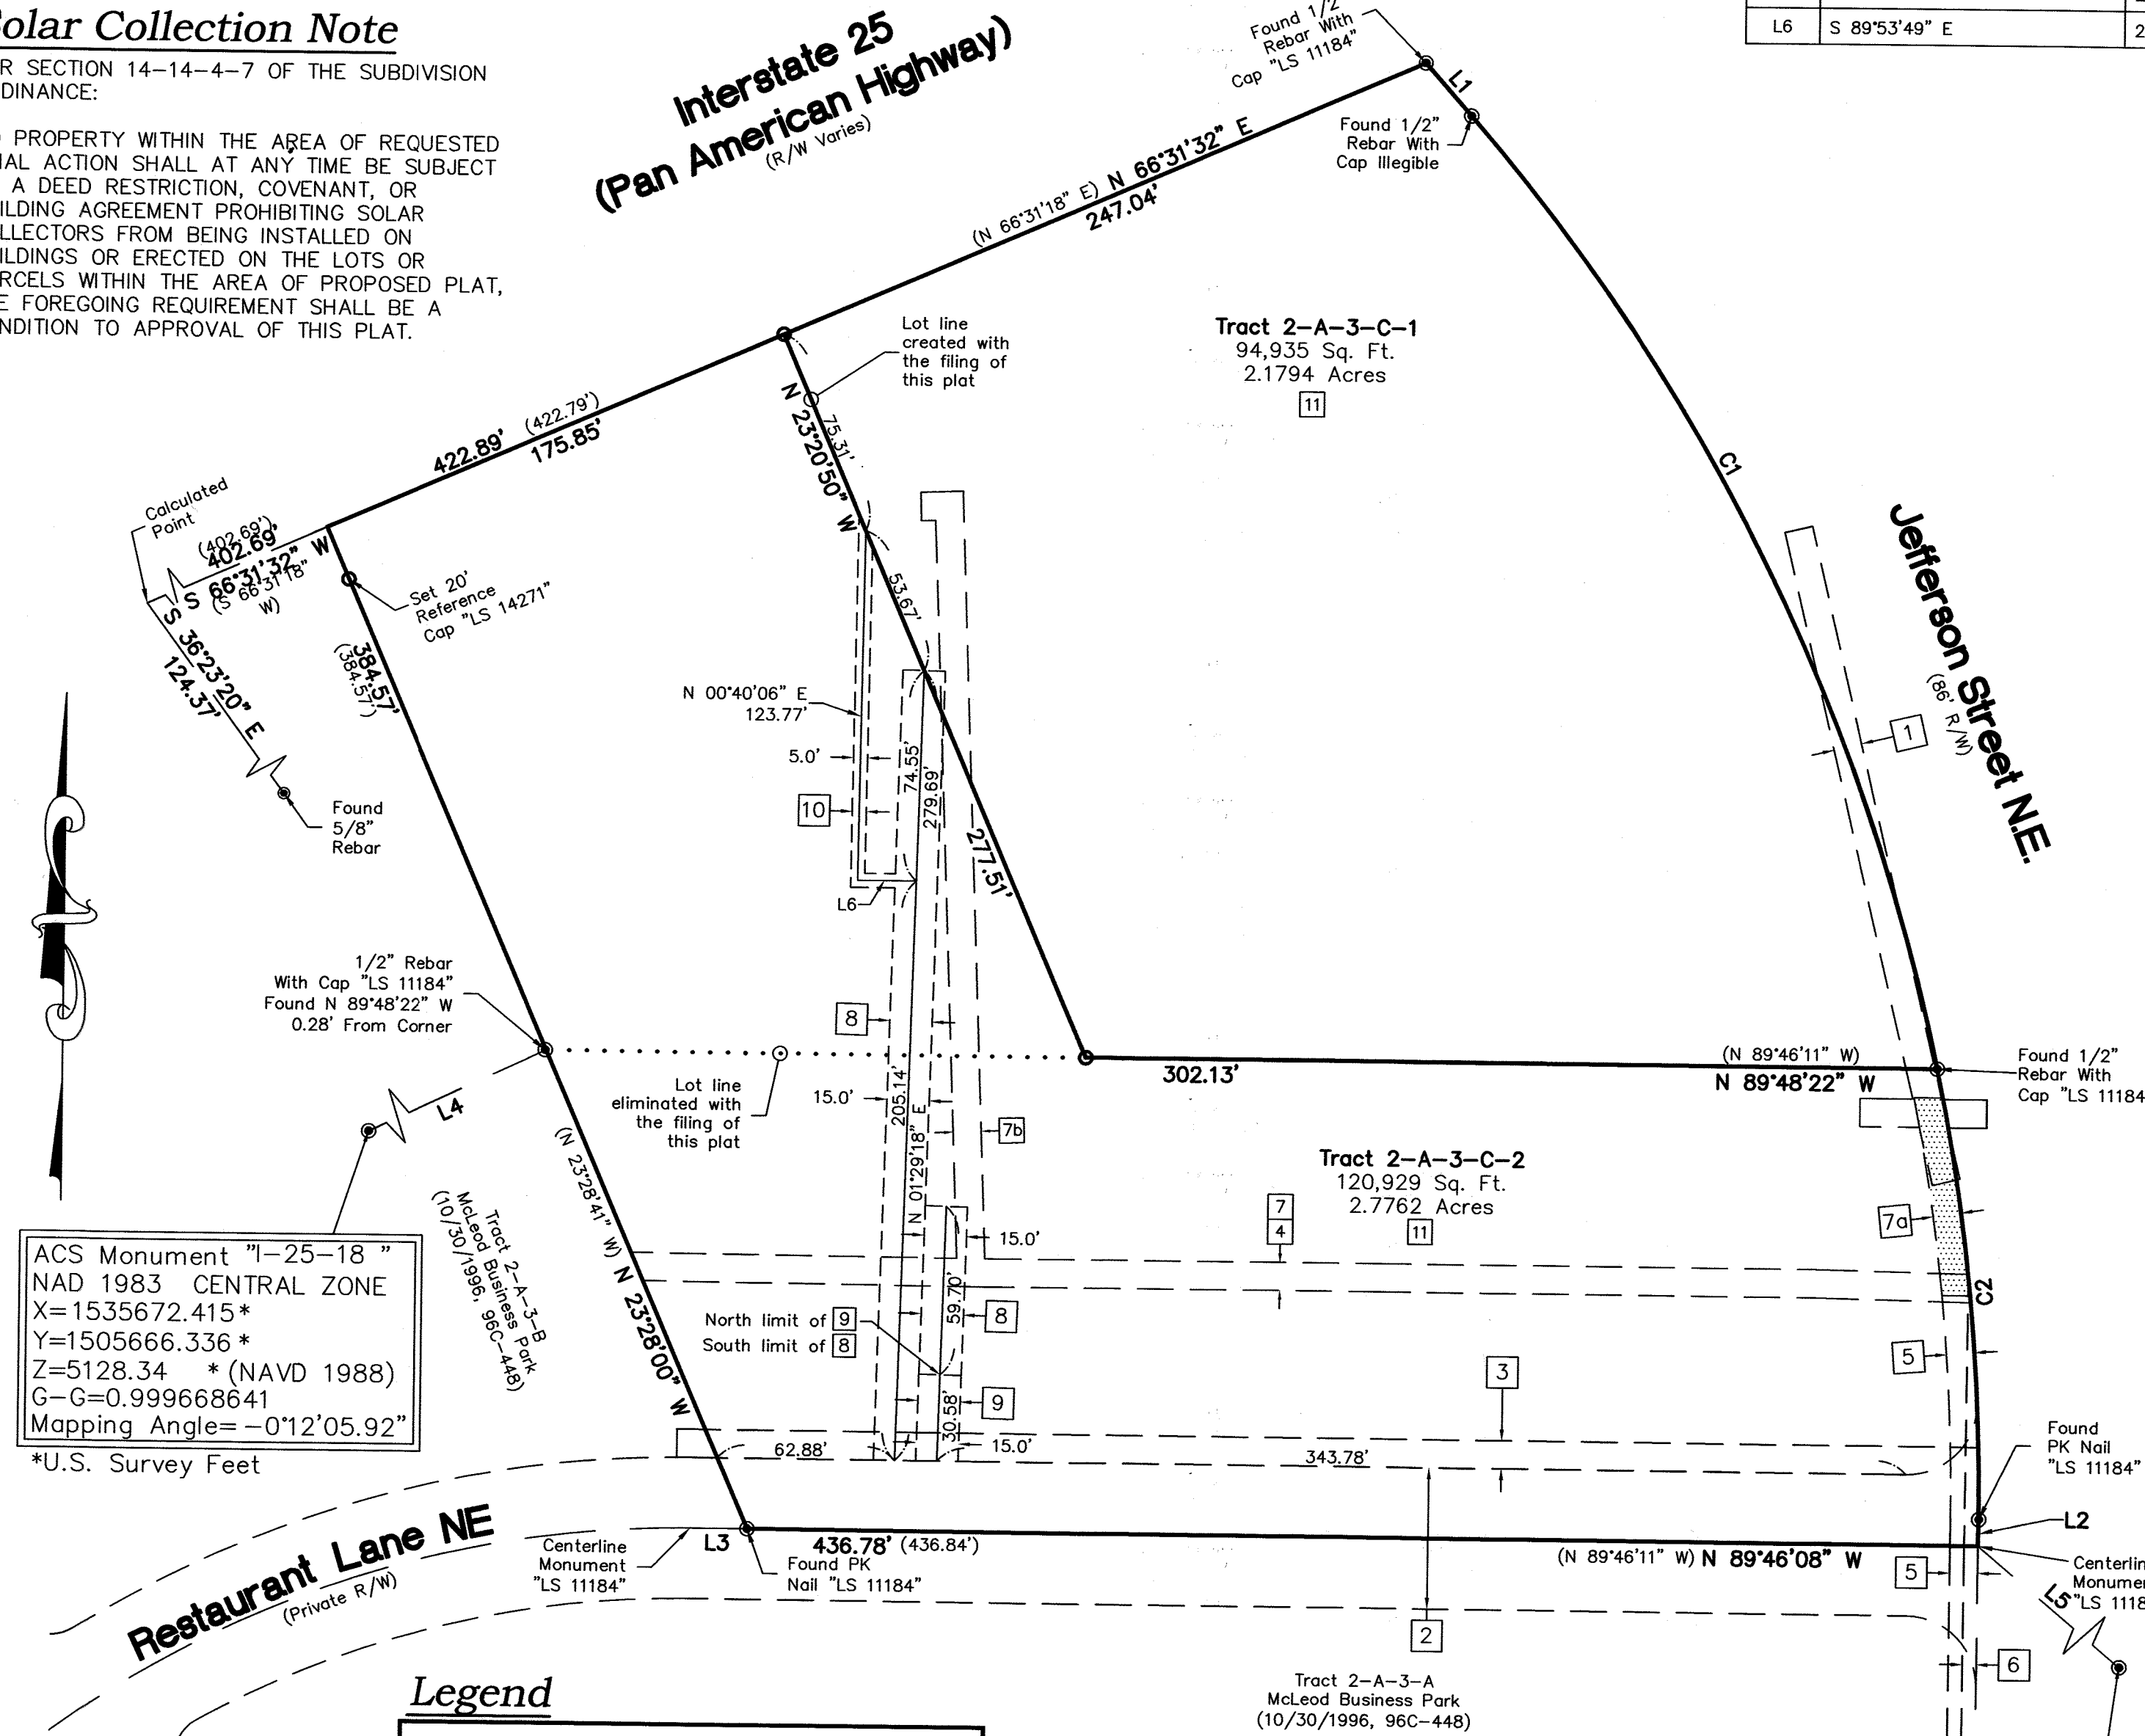 Solar Collection Note
R SECTION 14-14-4-7 OF THE SUBDIVISION
DINANCE:
PROPERTY WITHIN THE AREA OF REQUESTED
IAL ACTION SHALL AT ANY TIME BE SUBJECT
A DEED RESTRICTION, COVENANT, OR
ILDING AGREEMENT PROHIBITING SOLAR
LLECTORS FROM BEING INSTALLED ON
ILDINGS OR ERECTED ON THE LOTS OR
RCELS WITHIN THE AREA OF PROPOSED PLAT,
E FOREGOING REQUIREMENT SHALL BE A
NDITION TO APPROVAL OF THIS PLAT.
Interstate 25
(Pan American Highway)
(R/W Varies)
Found 1/2"
Rebar With
Cap "LS 11184"
L1
L6 S 89°53'49" E 2
Found 1/2"
Rebar With
Cap Illegible
(N 66°31'18" E) N 66°31'32" E
247.04'
Lot line
created with
the filing of
this plat
Tract 2-A-3-C-1
94,935 Sq. Ft.
2.1794 Acres
11
C1
422.89' (422.79')
175.85'
N 23°20'50" W
75.31'
53.67'
277.51'
Calculated
Point
(402.69')
402.69'
S 66°31'32" W
(S 66°31'18"
W)
S 36°23'20" E
124.37'
Set 20'
Reference
Cap "LS 14271"
384.57'
(384.57')
Found
5/8"
Rebar
N 00°40'06" E
123.77'
5.0'
10
74.55'
279.69'
L6
Jefferson Street N.E.
(86' R/W)
1
1/2" Rebar
With Cap "LS 11184"
Found N 89°48'22" W
0.28' From Corner
8
15.0'
205.14'
N 01°29'18" E
7b
Lot line
eliminated with
the filing of
this plat
302.13'
(N 89°46'11" W)
N 89°48'22" W
Found 1/2"
Rebar With
Cap "LS 11184
L4
(N 23°28'41" W) N 23°28'00" W
Tract 2-A-3-B
McLeod Business Park
(10/30/1996, 96C-448)
Tract 2-A-3-C-2
120,929 Sq. Ft.
2.7762 Acres
11
7
4
7a
C2
15.0'
59.70'
8
North limit of 9
South limit of 8
9
30.58'
15.0'
3
5
ACS Monument "I-25-18 "
NAD 1983 CENTRAL ZONE
X=1535672.415*
Y=1505666.336*
Z=5128.34 *(NAVD 1988)
G-G=0.999668641
Mapping Angle=-0°12'05.92"
*U.S. Survey Feet
62.88'
343.78'
Found
PK Nail
"LS 11184"
L2
Restaurant Lane NE
(Private R/W)
Centerline
Monument
"LS 11184"
L3
436.78' (436.84')
Found PK
Nail "LS 11184"
(N 89°46'11" W) N 89°46'08" W
5
Centerlin
Monume
"LS 1118
L5
2
6
Tract 2-A-3-A
McLeod Business Park
(10/30/1996, 96C-448)
Legend